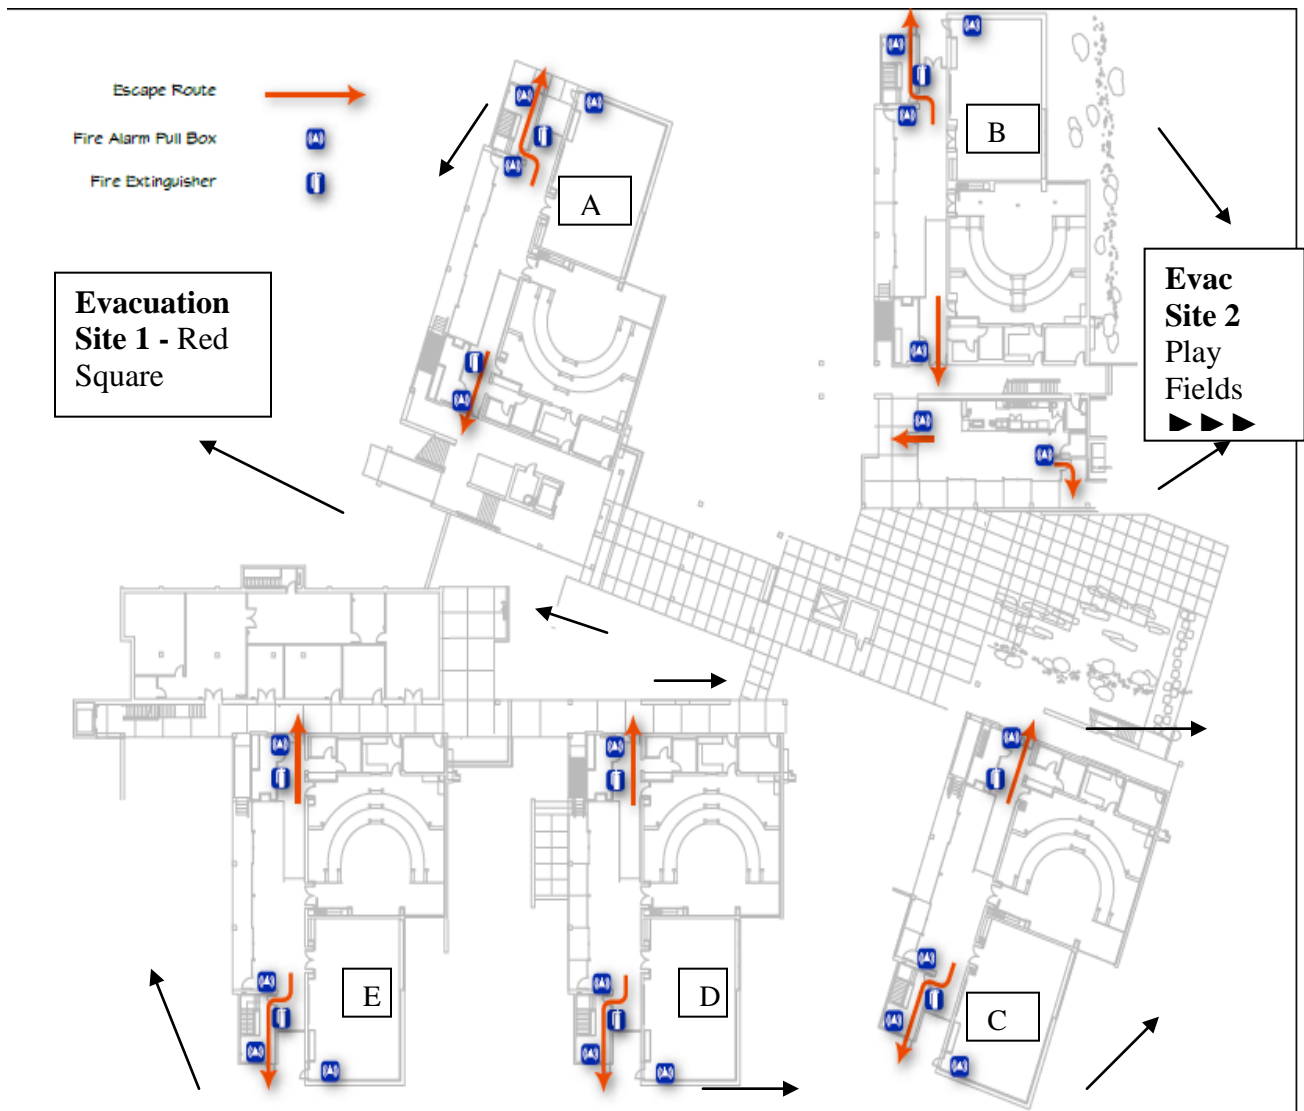 Escape Route
Fire Alarm Pull Box
Fire Extinguisher
A
B
Evacuation
Site 1 - Red
Square
Evac
Site 2
Play
Fields
►►►
E
D
C